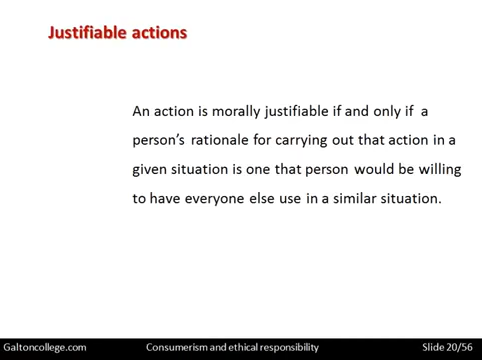 Justifiable actions
An action is morally justifiable if and only if a
person's rationale for carrying out that action in a
given situation is one that person would be willing
to have everyone else use in a similar situation.
Galtoncollege.com Consumerism and ethical responsibility Slide 20/56